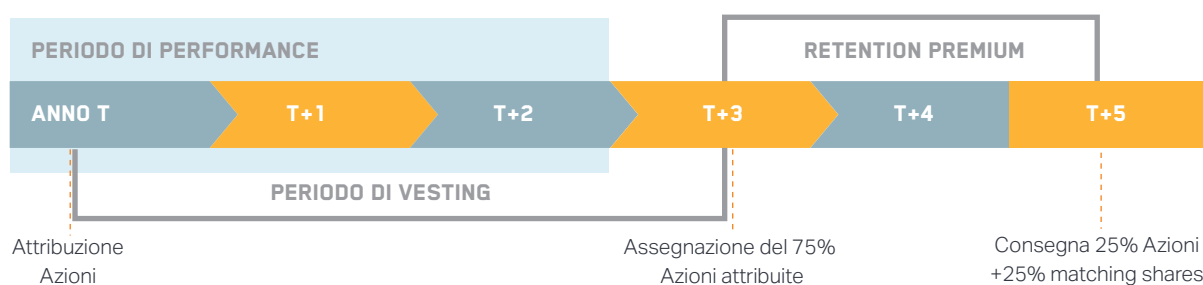 PERIODO DI PERFORMANCE
RETENTION PREMIUM
ANNO T
T+1
T+2
T+3
T+4
T+5
PERIODO DI VESTING
Attribuzione
Azioni
Assegnazione del 75%
Azioni attribuite
Consegna 25% Azioni
+25% matching shares